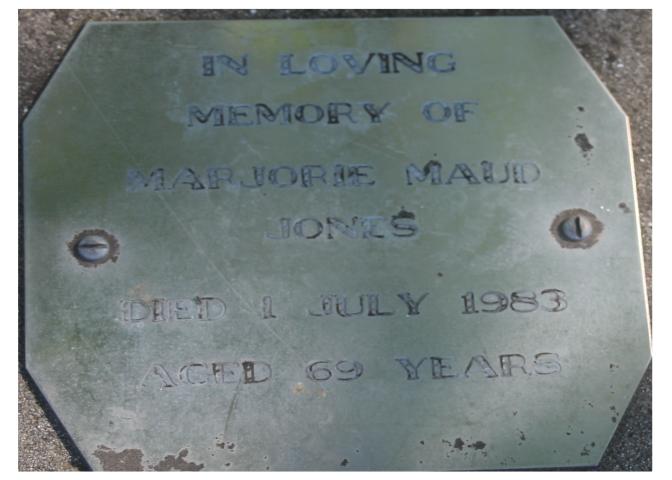 IN LOVING
MEMORY OF
MARJORIE MAUD
JONES
DIED 1 JULY 1983
AGED 69 YEARS